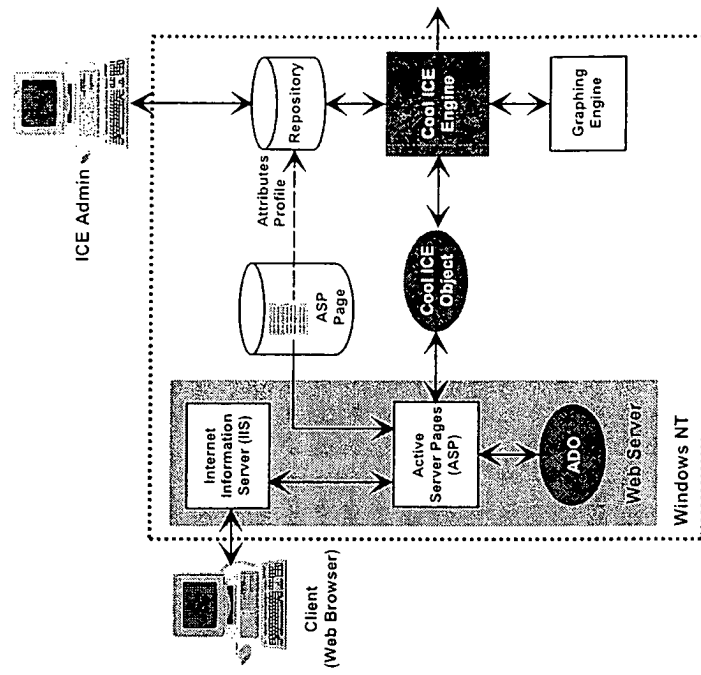 ICE Admin
Client
(Web Browser)
Internet
Information
Server (IIS)
Active
Server Pages
(ASP)
ADO
Web Server
Windows NT
ASP
Page
Attributes
Profile
Repository
Cool ICE
Object
Cool ICE
Engine
Graphing
Engine